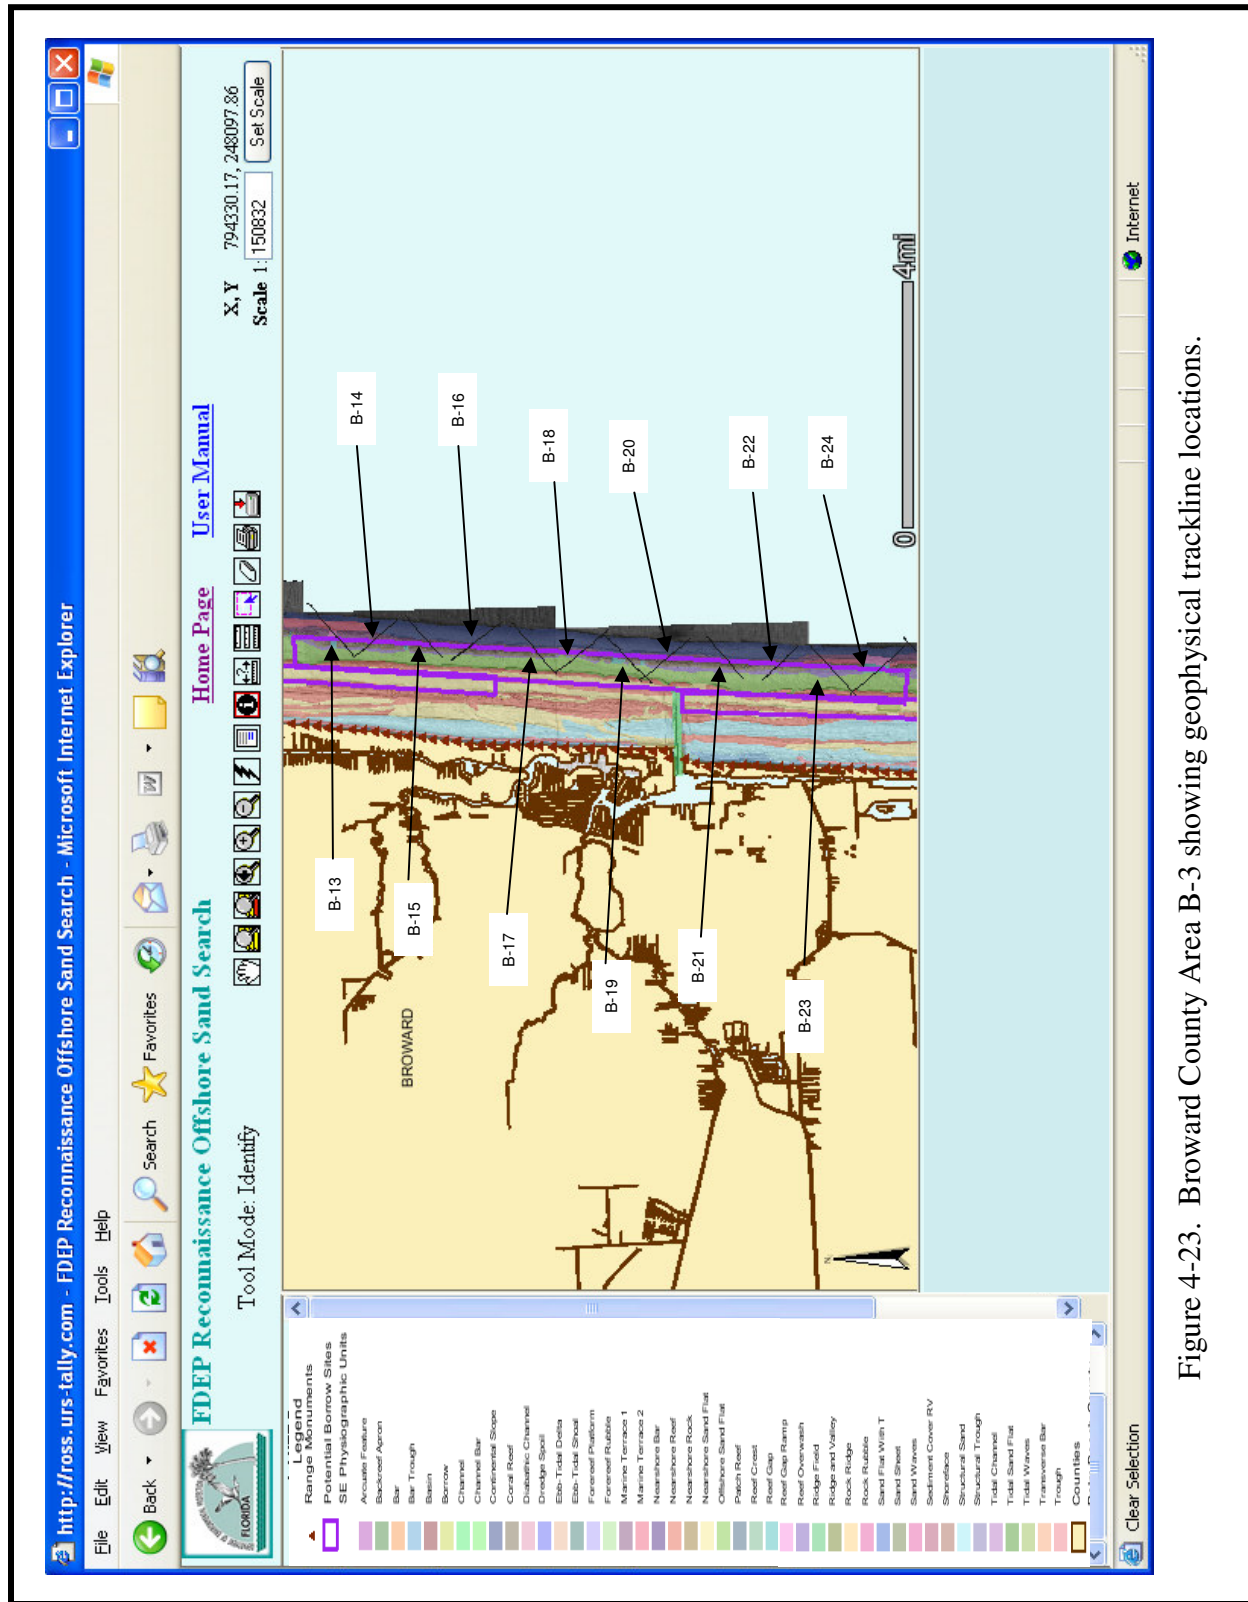 http://ross.urs-tally.com - FDEP Reconnaissance Offshore Sand Search - Microsoft Internet Explorer
File Edit View Favorites Tools Help
Back Search Favorites
FLORIDA
FDEP Reconnaissance Offshore Sand Search
Home Page
User Manual
Tool Mode: Identify
X, Y 794330.17, 248097.86
Scale 1: 150832
Set Scale
Legend
Range Monuments
Potential Borrow Sites
SE Physiographic Units
Arcuate Feature
Backreef Apron
Bar
Bar Trough
Basin
Borrow
Channel
Channel Bar
Continental Slope
Coral Reef
Diabathic Channel
Dredge Spoil
Ebb-Tidal Delta
Ebb-Tidal Shoal
Forereef Platform
Forereef Rubble
Marine Terrace 1
Marine Terrace 2
Nearshore Bar
Nearshore Reef
Nearshore Rock
Nearshore Sand Flat
Offshore Sand Flat
Patch Reef
Reef Crest
Reef Gap
Reef Gap Ramp
Reef Overwash
Ridge Field
Ridge and Valley
Rock Ridge
Rock Rubble
Sand Flat With T
Sand Sheet
Sand Waves
Sediment Cover RV
Shoreface
Structural Sand
Structural Trough
Tidal Channel
Tidal Sand Flat
Tidal Waves
Transverse Bar
Trough
Counties
BROWARD
N
B-13
B-14
B-15
B-16
B-17
B-18
B-19
B-20
B-21
B-22
B-23
B-24
0 4mi
Clear Selection
Internet
Figure 4-23. Broward County Area B-3 showing geophysical trackline locations.